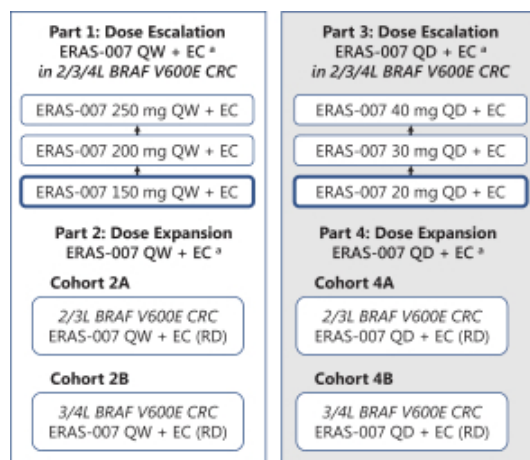 Part 1: Dose Escalation
ERAS-007 QW + EC ª
in 2/3/4L BRAF V600E CRC
ERAS-007 250 mg QW + EC
ERAS-007 200 mg QW + EC
ERAS-007 150 mg QW + EC
Part 2: Dose Expansion
ERAS-007 QW + EC ª
Cohort 2A
2/3L BRAF V600E CRC
ERAS-007 QW + EC (RD)
Cohort 2B
3/4L BRAF V600E CRC
ERAS-007 QW + EC (RD)
Part 3: Dose Escalation
ERAS-007 QD + EC ª
in 2/3/4L BRAF V600E CRC
ERAS-007 40 mg QD + EC
ERAS-007 30 mg QD + EC
ERAS-007 20 mg QD + EC
Part 4: Dose Expansion
ERAS-007 QD + EC ª
Cohort 4A
2/3L BRAF V600E CRC
ERAS-007 QD + EC (RD)
Cohort 4B
3/4L BRAF V600E CRC
ERAS-007 QD + EC (RD)